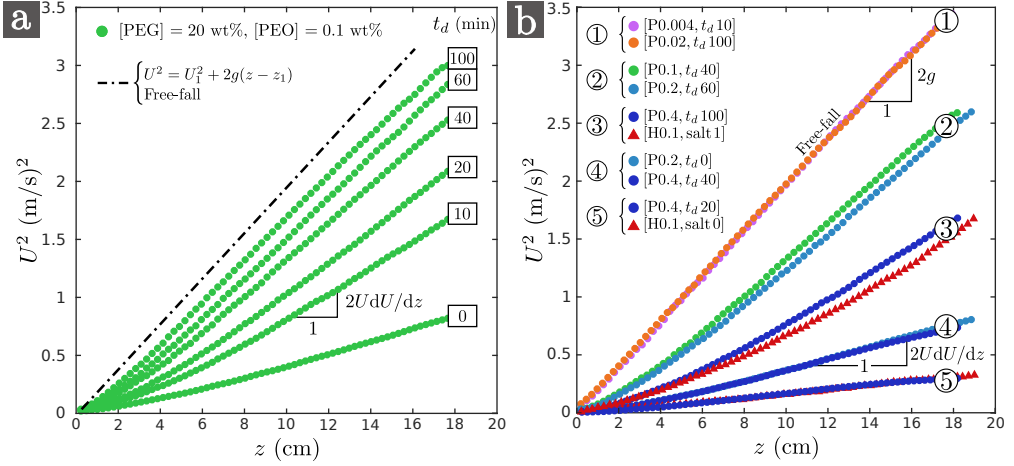 a
[PEG] = 20 wt%, [PEO] = 0.1 wt%
t_d (min)
U² = U₁² + 2g(z − z₁)
Free-fall
100
60
40
20
10
0
2UdU/dz
1
U² (m/s)²
3.5
3
2.5
2
1.5
1
0.5
0
0 2 4 6 8 10 12 14 16 18 20
z (cm)
b
① [P0.004, t_d 10]
[P0.02, t_d 100]
② [P0.1, t_d 40]
[P0.2, t_d 60]
③ [P0.4, t_d 100]
[H0.1, salt 1]
④ [P0.2, t_d 0]
[P0.4, t_d 40]
⑤ [P0.4, t_d 20]
[H0.1, salt 0]
Free-fall
2g
1
①
②
③
④
⑤
2UdU/dz
1
U² (m/s)²
3.5
3
2.5
2
1.5
1
0.5
0
0 2 4 6 8 10 12 14 16 18 20
z (cm)